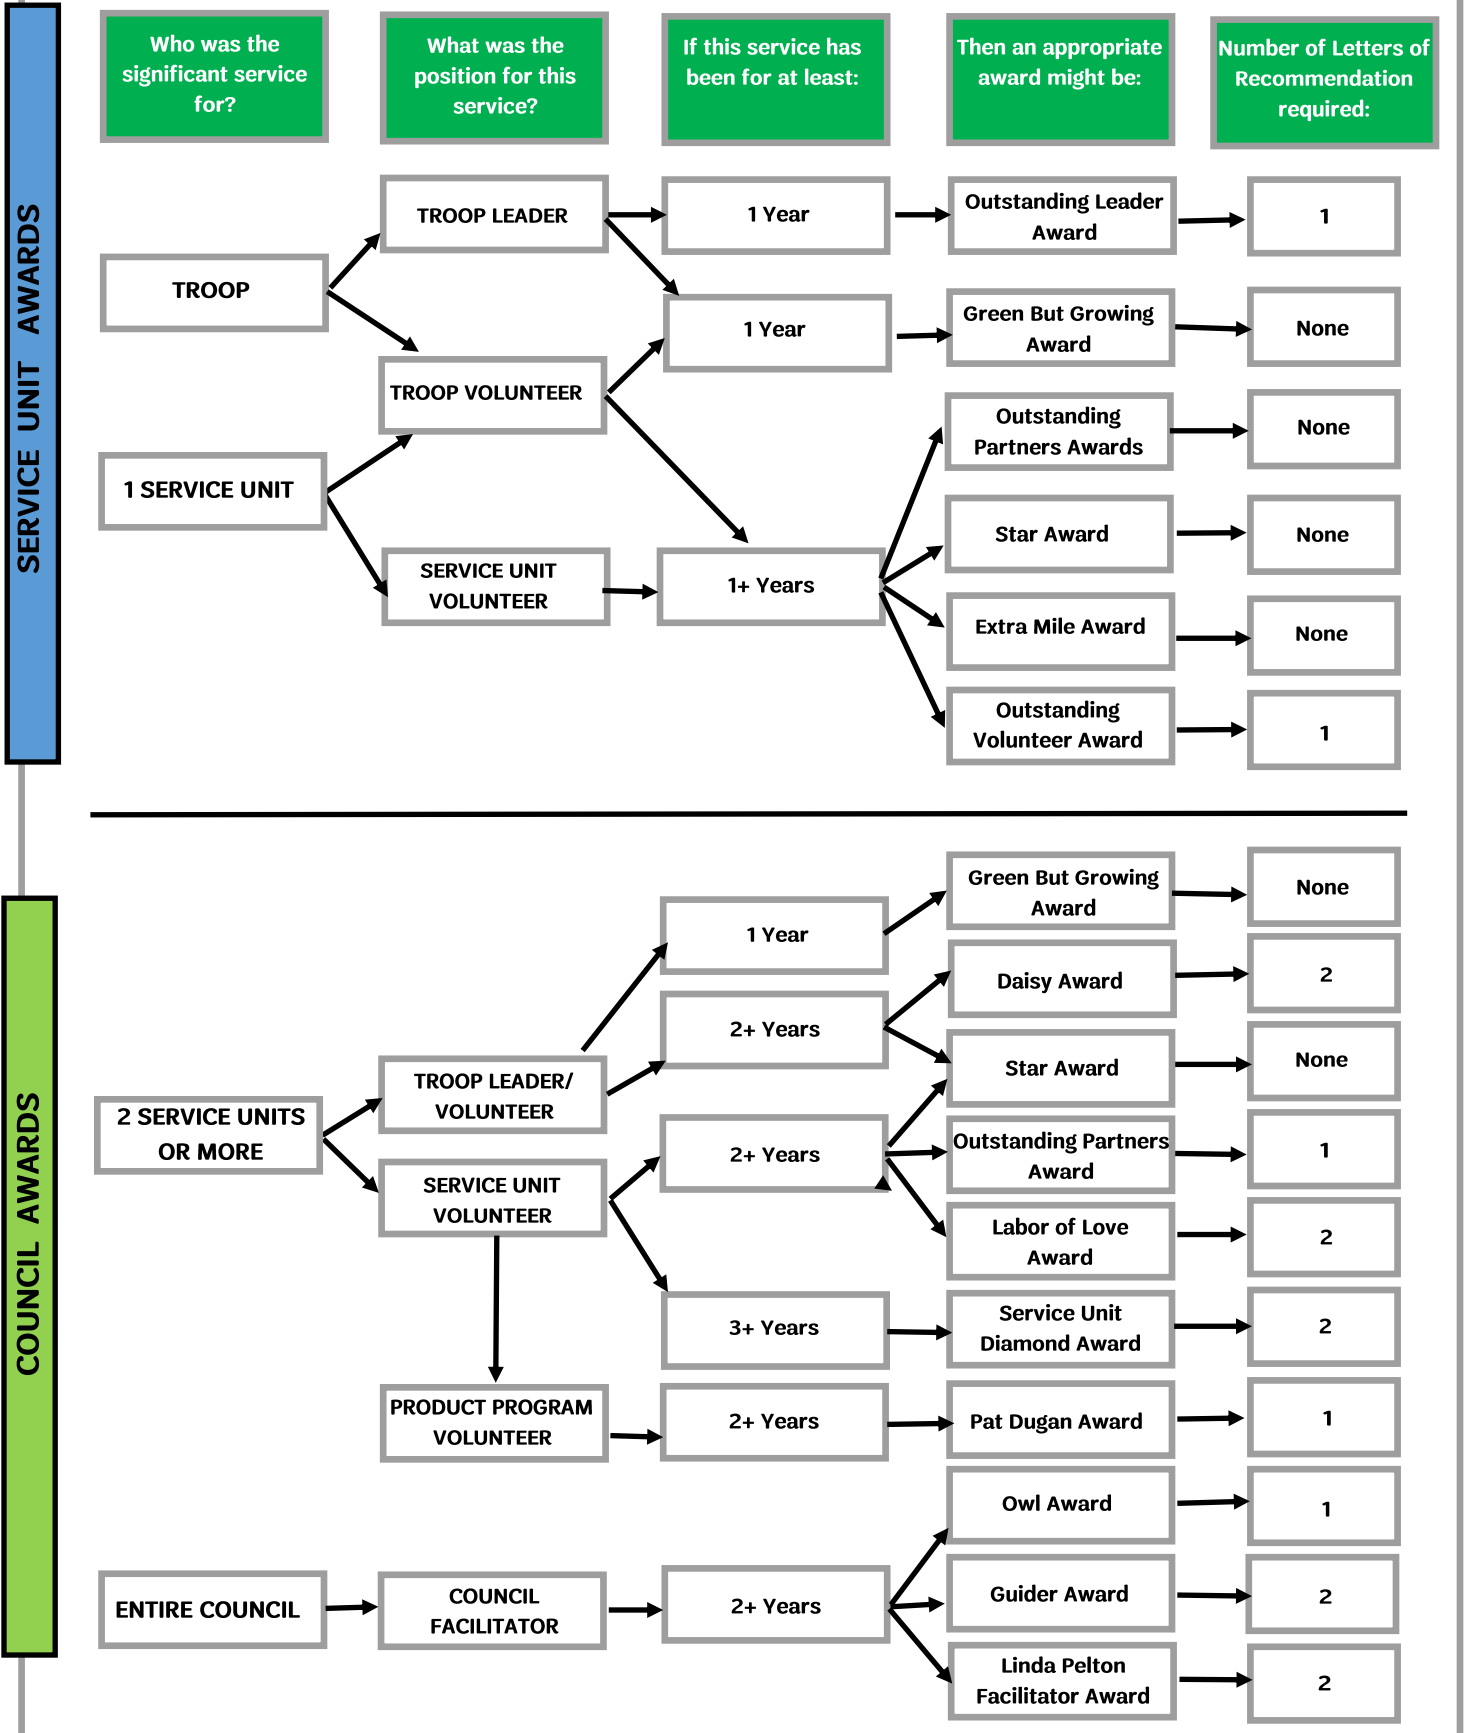 Who was the
significant service
for?
What was the
position for this
service?
If this service has
been for at least:
Then an appropriate
award might be:
Number of Letters of
Recommendation
required:
SERVICE UNIT AWARDS
TROOP
1 SERVICE UNIT
TROOP LEADER
TROOP VOLUNTEER
SERVICE UNIT
VOLUNTEER
1 Year
1 Year
1+ Years
Outstanding Leader
Award
1
Green But Growing
Award
None
Outstanding
Partners Awards
None
Star Award
None
Extra Mile Award
None
Outstanding
Volunteer Award
1
COUNCIL AWARDS
2 SERVICE UNITS
OR MORE
TROOP LEADER/
VOLUNTEER
SERVICE UNIT
VOLUNTEER
PRODUCT PROGRAM
VOLUNTEER
1 Year
2+ Years
2+ Years
3+ Years
2+ Years
Green But Growing
Award
None
Daisy Award
2
Star Award
None
Outstanding Partners
Award
1
Labor of Love
Award
2
Service Unit
Diamond Award
2
Pat Dugan Award
1
ENTIRE COUNCIL
COUNCIL
FACILITATOR
2+ Years
Owl Award
1
Guider Award
2
Linda Pelton
Facilitator Award
2